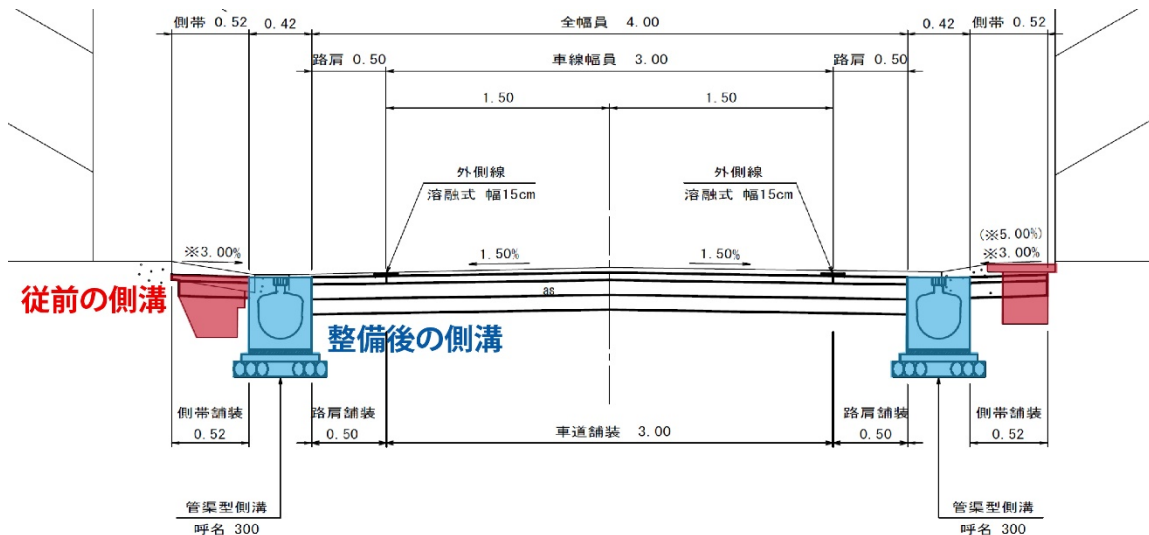 側帯 0.52
0.42
全幅員 4.00
0.42
側帯 0.52
路肩 0.50
車線幅員 3.00
路肩 0.50
1.50
1.50
外側線
溶融式 幅15cm
外側線
溶融式 幅15cm
※3.00%
1.50%
1.50%
(※5.00%)
※3.00%
従前の側溝
as
整備後の側溝
側帯舗装
0.52
路肩舗装
0.50
車道舗装 3.00
路肩舗装
0.50
側帯舗装
0.52
管渠型側溝
呼名 300
管渠型側溝
呼名 300